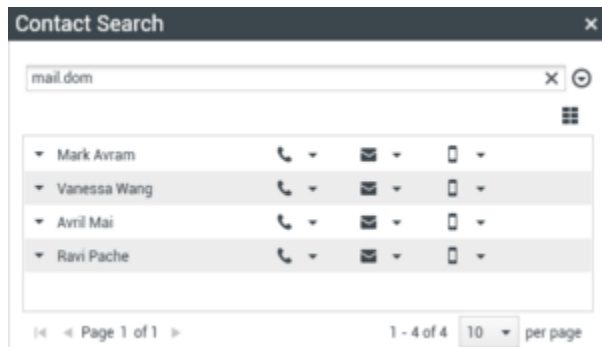 Contact Search
mail.dom
Mark Avram
Vanessa Wang
Avril Mai
Ravi Pache
Page 1 of 1 1 - 4 of 4 10 per page